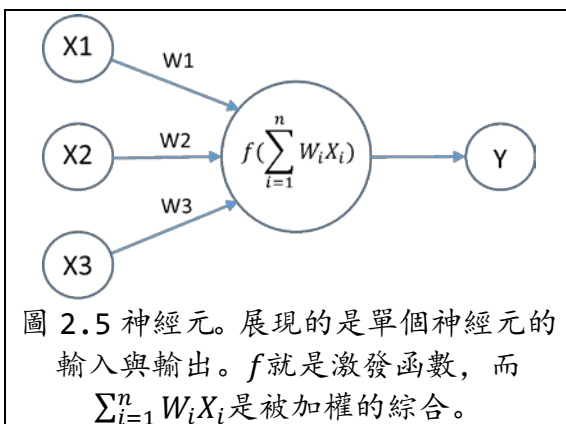 X1
W1
X2
W2
f(∑_{i=1}^{n} W_iX_i)
Y
W3
X3
圖 2.5 神經元。展現的是單個神經元的
輸入與輸出。f就是激發函數，而
∑_{i=1}^{n} W_iX_i是被加權的綜合。